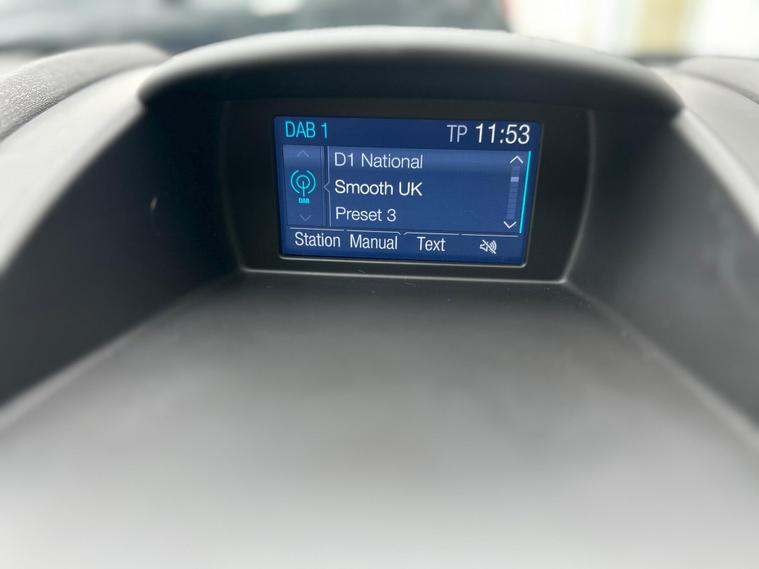 DAB 1 TP 11:53
D1 National
DAB
Smooth UK
Preset 3
Station Manual Text